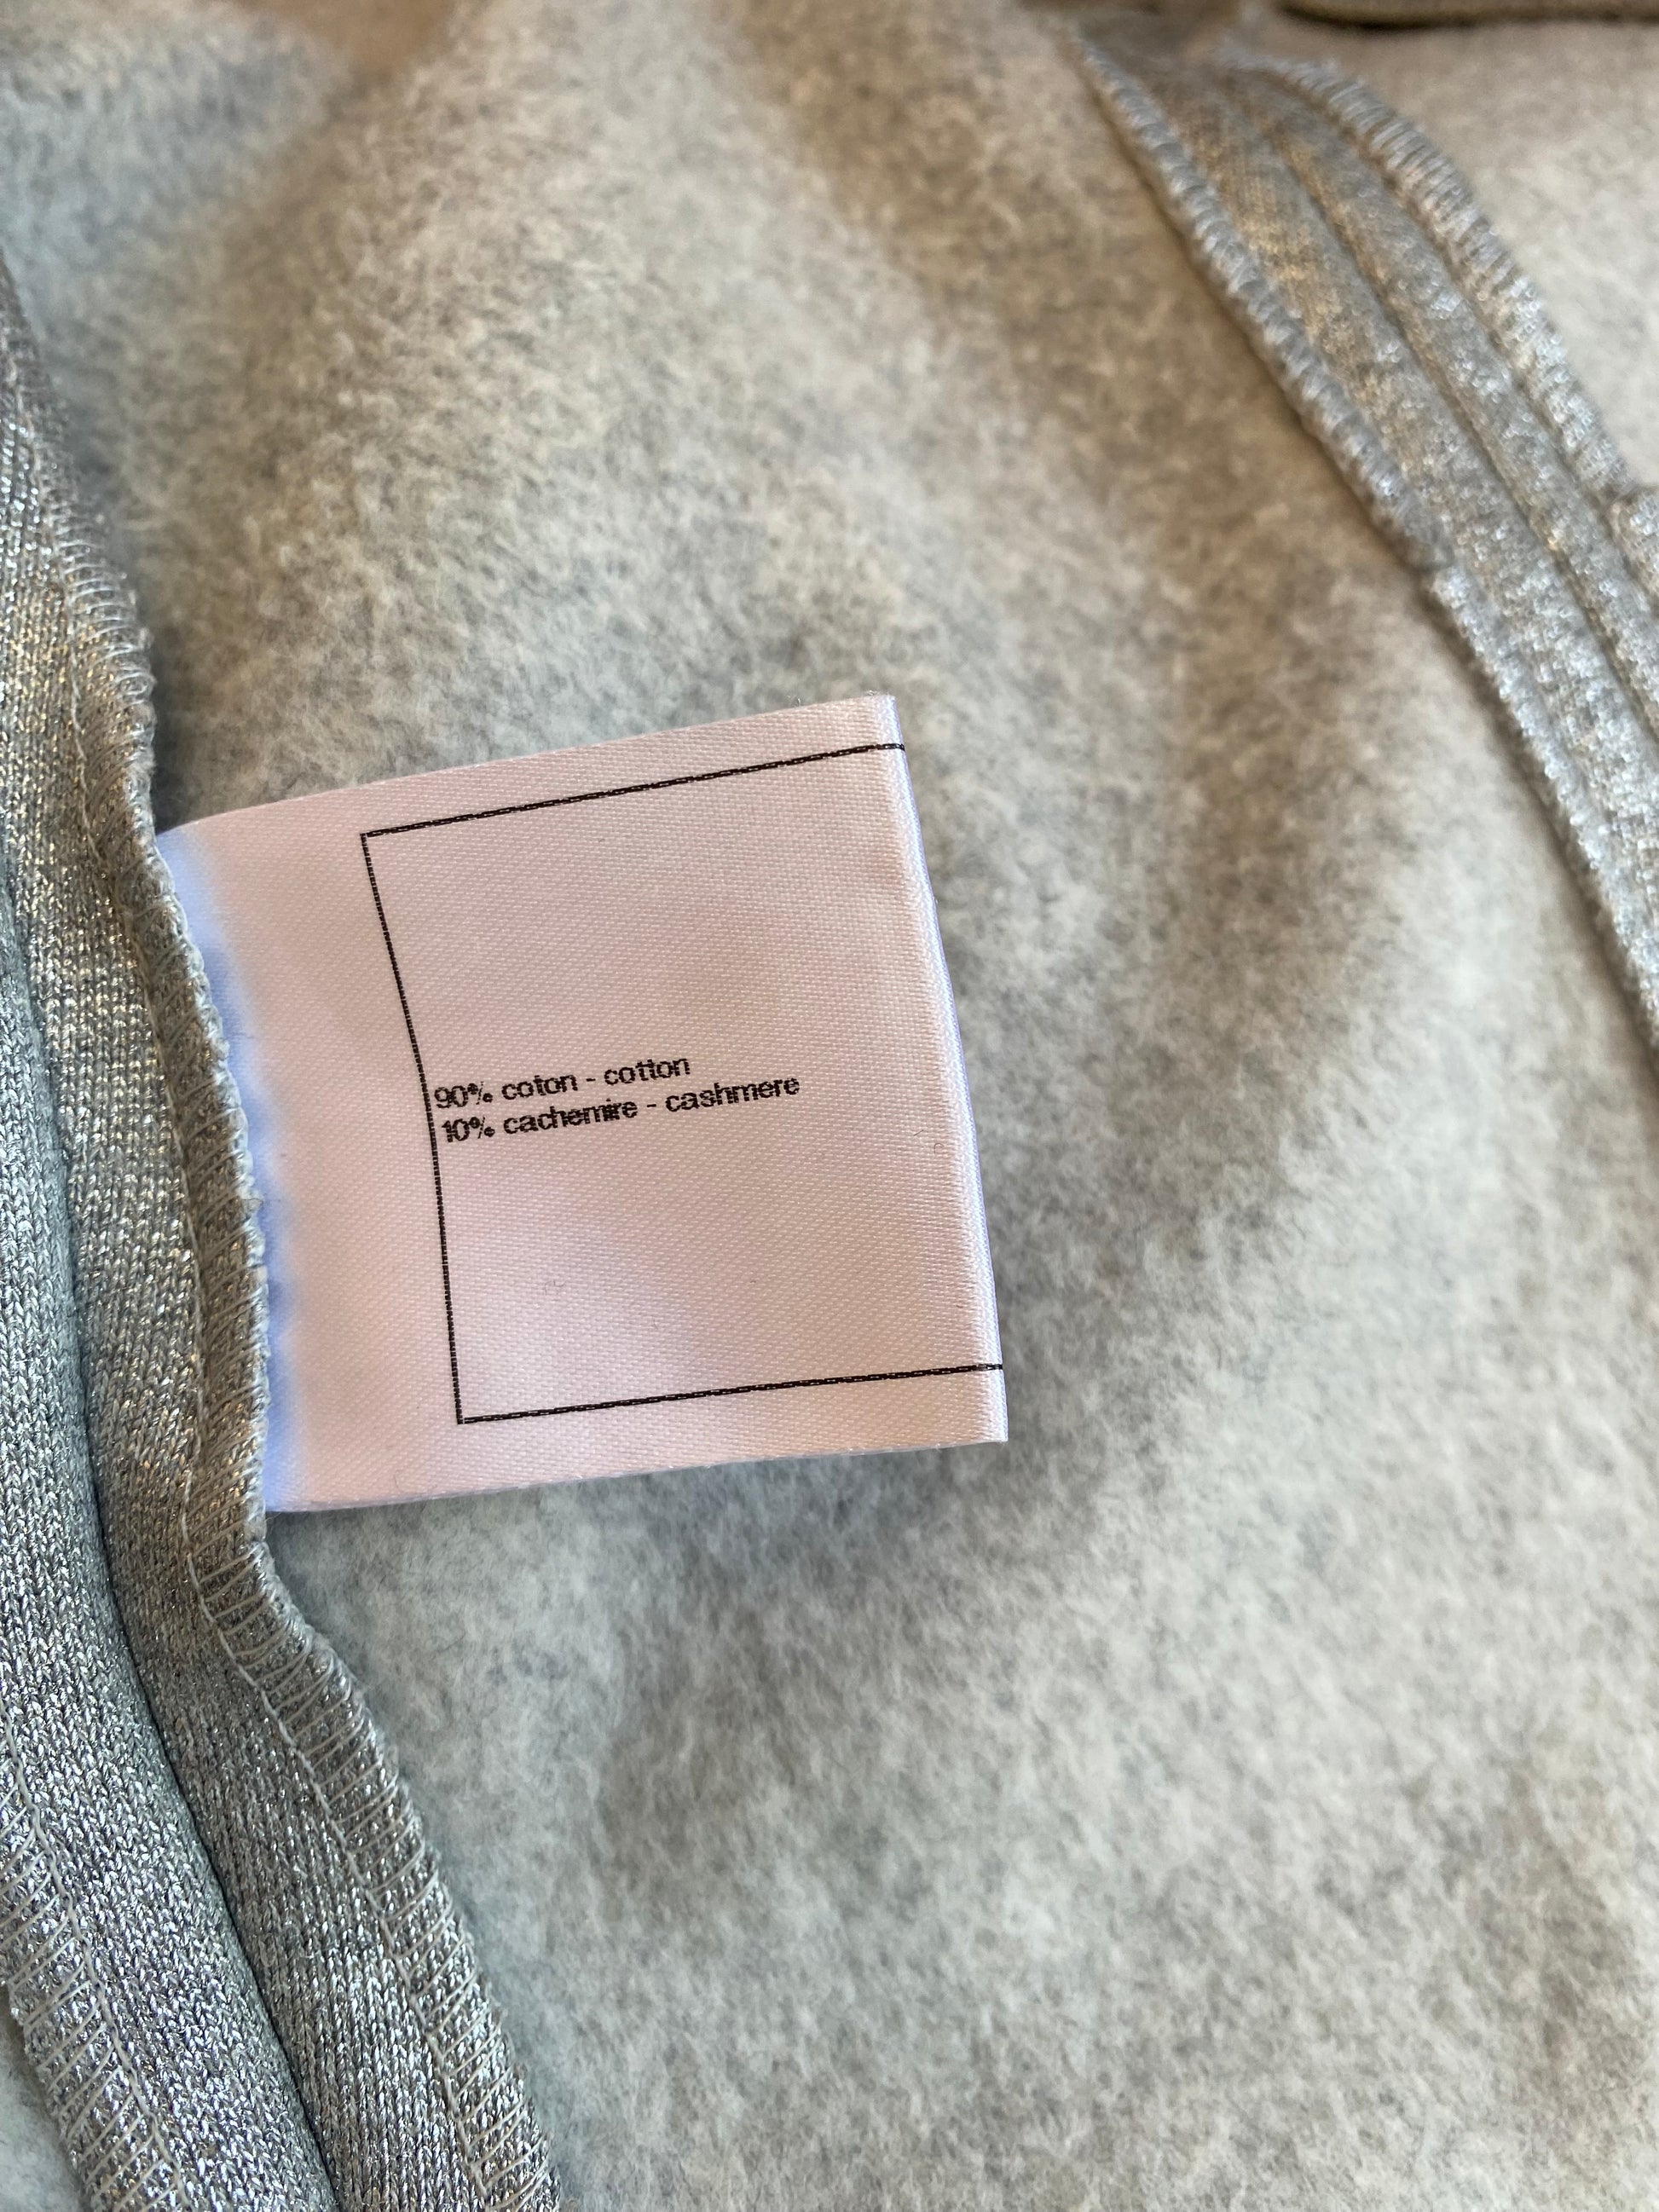 90% coton - cotton
10% cachemire - cashmere